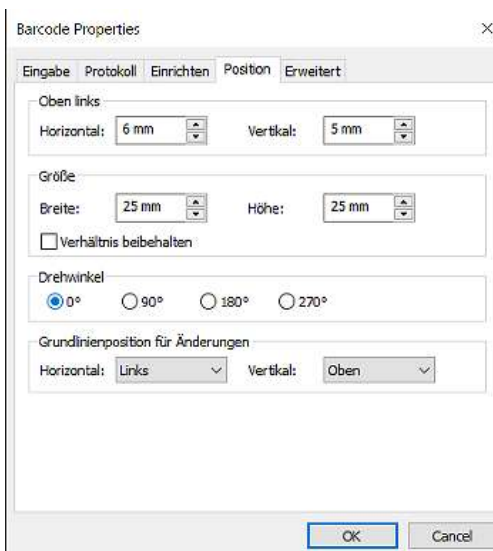 Barcode Properties
Eingabe Protokoll Einrichten Position Erweitert
Oben links
Horizontal: 6 mm Vertikal: 5 mm
Größe
Breite: 25 mm Höhe: 25 mm
Verhältnis beibehalten
Drehwinkel
0° 90° 180° 270°
Grundlinienposition für Änderungen
Horizontal: Links Vertikal: Oben
OK Cancel